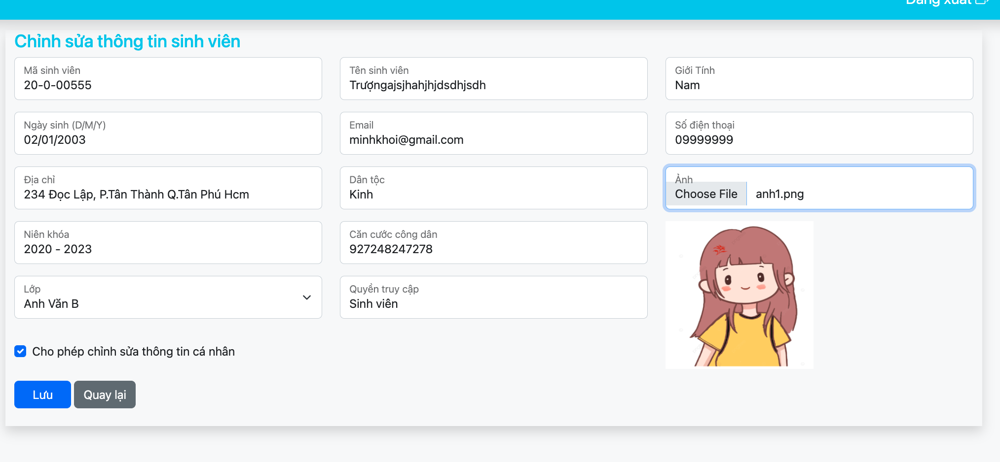 Đăng xuất
Chỉnh sửa thông tin sinh viên
Mã sinh viên
20-0-00555
Tên sinh viên
Trượngajsjhahjhjdsdhjsdh
Giới Tính
Nam
Ngày sinh (D/M/Y)
02/01/2003
Email
minhkhoi@gmail.com
Số điện thoại
09999999
Địa chỉ
234 Đọc Lập, P.Tân Thành Q.Tân Phú Hcm
Dân tộc
Kinh
Ảnh
Choose File anh1.png
Niên khóa
2020 - 2023
Căn cước công dân
927248247278
Lớp
Anh Văn B
Quyền truy cập
Sinh viên
Cho phép chỉnh sửa thông tin cá nhân
Lưu
Quay lại